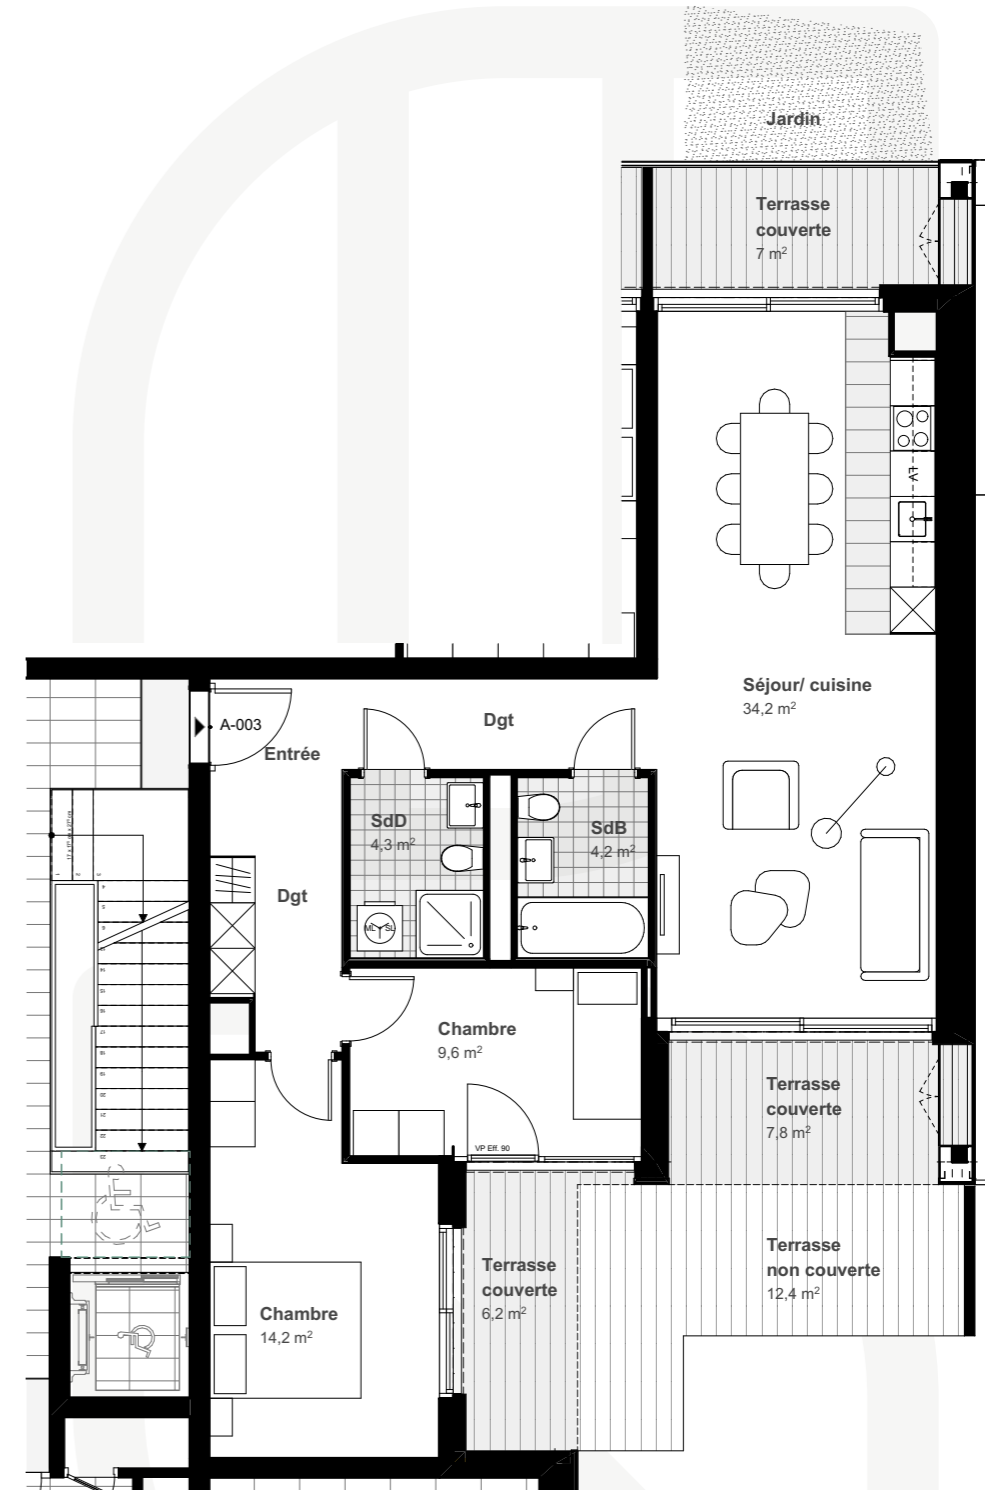 Jardin
Terrasse
couverte
7 m²
LV
Séjour/ cuisine
34,2 m²
A-003
Entrée
Dgt
SdD
4,3 m²
SdB
4,2 m²
Dgt
ML
SL
Chambre
9,6 m²
VP Eff. 90
Terrasse
couverte
7,8 m²
Terrasse
non couverte
12,4 m²
Terrasse
couverte
6,2 m²
Chambre
14,2 m²